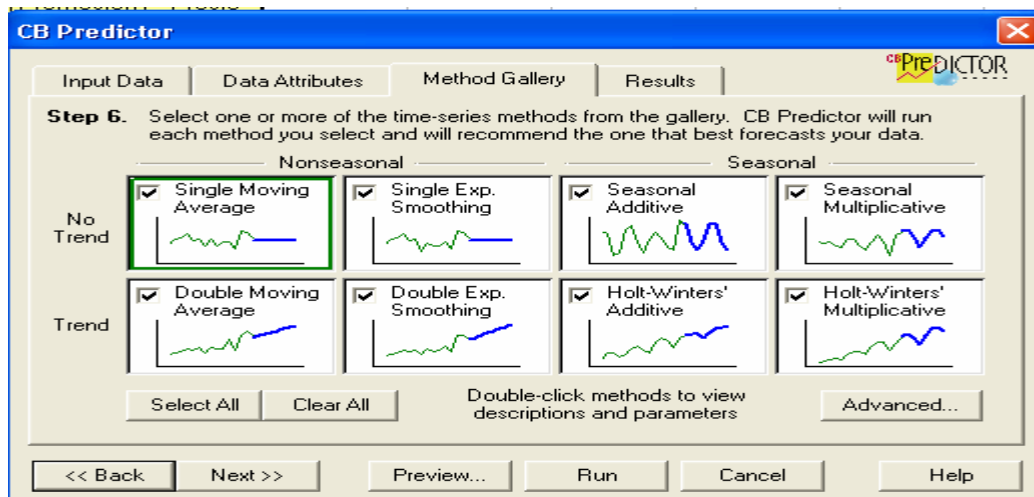 CB Predictor
CB PreDICTOR
Input Data
Data Attributes
Method Gallery
Results
Step 6. Select one or more of the time-series methods from the gallery. CB Predictor will run
each method you select and will recommend the one that best forecasts your data.
Nonseasonal
Seasonal
No
Trend
Single Moving
Average
Single Exp.
Smoothing
Seasonal
Additive
Seasonal
Multiplicative
Trend
Double Moving
Average
Double Exp.
Smoothing
Holt-Winters'
Additive
Holt-Winters'
Multiplicative
Select All
Clear All
Double-click methods to view
descriptions and parameters
Advanced...
<< Back
Next >>
Preview...
Run
Cancel
Help